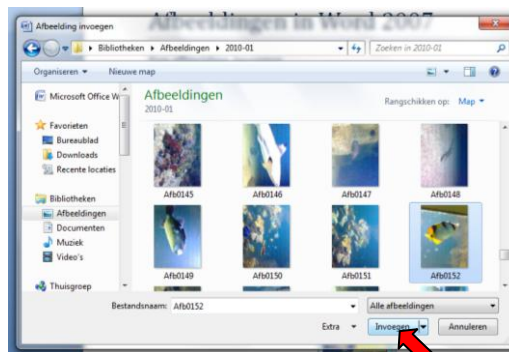 Afbeeldingen in Word 2007
Afbeelding invoegen
Bibliotheken ▸ Afbeeldingen ▸ 2010-01
Zoeken in 2010-01
Organiseren
Nieuwe map
Microsoft Office W
Afbeeldingen
2010-01
Rangschikken op: Map
Favorieten
Bureaublad
Downloads
Recente locaties
Bibliotheken
Afbeeldingen
Documenten
Muziek
Video's
Thuisgroep
Afb0145
Afb0146
Afb0147
Afb0148
Afb0149
Afb0150
Afb0151
Afb0152
Bestandsnaam: Afb0152
Alle afbeeldingen
Extra
Invoegen
Annuleren